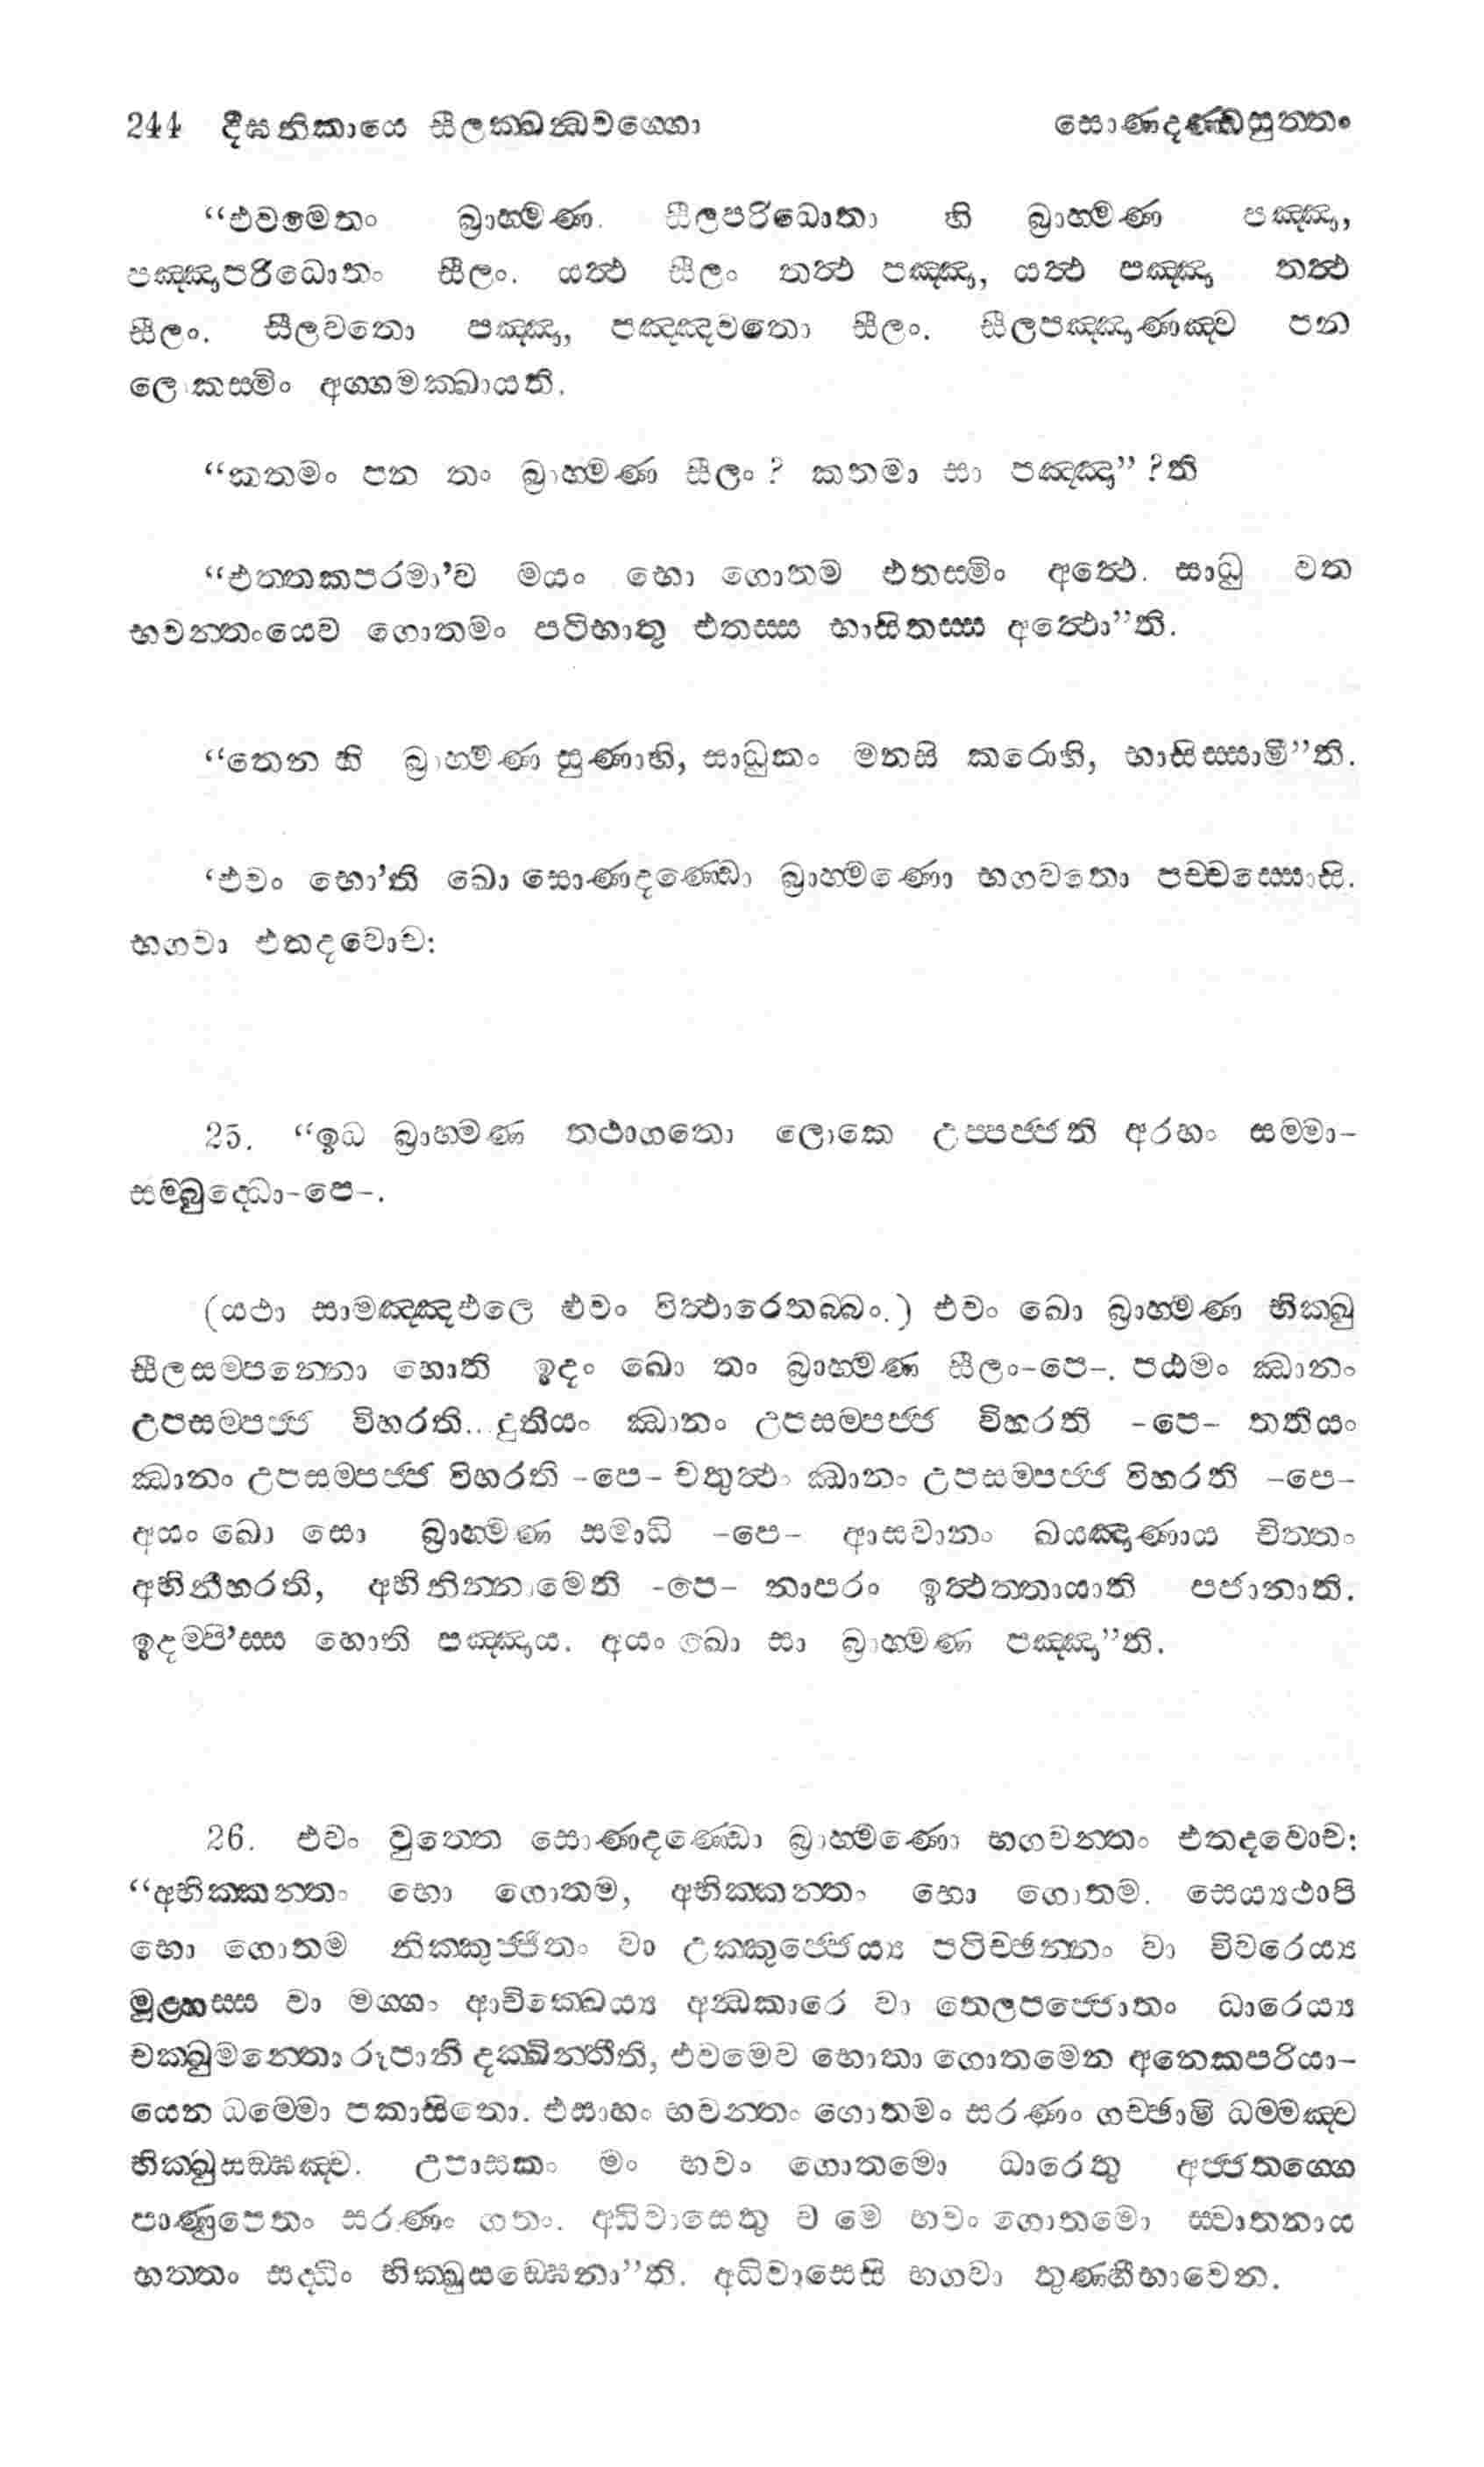 244 දීඝනිකායෙ සීලක්ඛන්ධවග්ගො සොණදණ්ඩසුත්තං
“එවමෙතං බ්‍රාහ්මණ. සීලපරිධොතා හි බ්‍රාහ්මණ පඤ්ඤා,
පඤ්ඤාපරිධොතං සීලං. යත්‍ථ සීලං තත්‍ථ පඤ්ඤා, යත්‍ථ පඤ්ඤා තත්‍ථ
සීලං. සීලවතො පඤ්ඤා, පඤ්ඤවතො සීලං. සීලපඤ්ඤාණඤ්ච පන
ලොකස්මිං අග්ගමක්ඛායති.
“කතමං පන තං බ්‍රාහ්මණ සීලං? කතමා සා පඤ්ඤා” ?ති
“එත්තකපරමා’ව මයං භො ගොතම එතස්මිං අත්‍ථෙ. සාධු වත
භවන්තංයෙව ගොතමං පටිභාතු එතස්ස භාසිතස්ස අත්‍ථො”ති.
“තෙන හි බ්‍රාහ්මණ සුණාහි, සාධුකං මනසි කරොහි, භාසිස්සාමී”ති.
‘එවං භො’ති ඛො සොණදණ්ඩො බ්‍රාහ්මණො භගවතො පච්චස්සොසි.
භගවා එතදවොච:
25. “ඉධ බ්‍රාහ්මණ තථාගතො ලොකෙ උප්පජ්ජති අරහං සම්මා-
සම්බුද්ධො-පෙ-.
(යථා සාමඤ්ඤඵලෙ එවං විත්‍ථාරෙතබ්බං.) එවං ඛො බ්‍රාහ්මණ භික්ඛු
සීලසම්පන්නො හොති ඉදං ඛො තං බ්‍රාහ්මණ සීලං-පෙ-. පඨමං ඣානං
උපසම්පජ්ජ විහරති.. දුතියං ඣානං උපසම්පජ්ජ විහරති -පෙ- තතියං
ඣානං උපසම්පජ්ජ විහරති -පෙ- චතුත්‍ථං ඣානං උපසම්පජ්ජ විහරති -පෙ-
අයං ඛො සො බ්‍රාහ්මණ සමාධි -පෙ- ආසවානං ඛයඤාණාය චිත්තං
අභිනීහරති, අභිනින්නාමෙති -පෙ- නාපරං ඉත්‍ථත්තායාති පජානාති.
ඉදම්පි’ස්ස හොති පඤ්ඤාය. අයං ඛො සා බ්‍රාහ්මණ පඤ්ඤා”ති.
26. එවං වුත්තෙ සොණදණ්ඩො බ්‍රාහ්මණො භගවන්තං එතදවොච:
“අභික්කන්තං භො ගොතම, අභික්කන්තං භො ගොතම. සෙය්‍යථාපි
භො ගොතම නික්කුජ්ජිතං වා උක්කුජ්ජෙය්‍ය පටිච්ඡන්නං වා විවරෙය්‍ය
මූළ්හස්ස වා මග්ගං ආචික්ඛෙය්‍ය අන්ධකාරෙ වා තෙලපජ්ජොතං ධාරෙය්‍ය
චක්ඛුමන්තො රූපානි දක්ඛින්තීති, එවමෙව භොතා ගොතමෙන අනෙකපරියා-
යෙන ධම්මො පකාසිතො. එසාහං භවන්තං ගොතමං සරණං ගච්ඡාමි ධම්මඤ්ච
භික්ඛුසඞ්ඝඤ්ච. උපාසකං මං භවං ගොතමො ධාරෙතු අජ්ජතග්ගෙ
පාණුපෙතං සරණං ගතං. අධිවාසෙතු ච මෙ භවං ගොතමො ස්වාතනාය
භත්තං සද්ධිං භික්ඛුසඞ්ඝෙනා”ති. අධිවාසෙසි භගවා තුණ්හීභාවෙන.